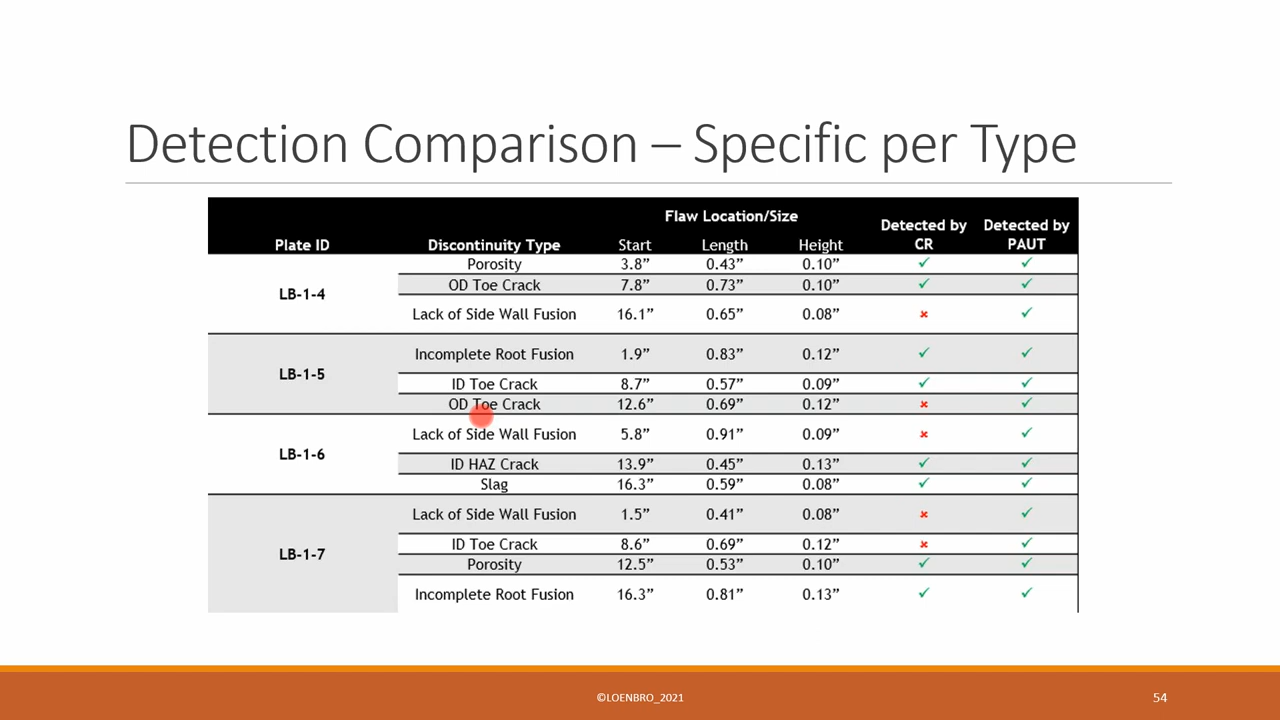 Detection Comparison – Specific per Type
Flaw Location/Size
Detected by Detected by
Plate ID Discontinuity Type Start Length Height CR PAUT
Porosity 3.8” 0.43” 0.10” ✓ ✓
LB-1-4 OD Toe Crack 7.8” 0.73” 0.10” ✓ ✓
Lack of Side Wall Fusion 16.1” 0.65” 0.08” × ✓
Incomplete Root Fusion 1.9” 0.83” 0.12” ✓ ✓
LB-1-5 ID Toe Crack 8.7” 0.57” 0.09” ✓ ✓
OD Toe Crack 12.6” 0.69” 0.12” × ✓
Lack of Side Wall Fusion 5.8” 0.91” 0.09” × ✓
LB-1-6 ID HAZ Crack 13.9” 0.45” 0.13” ✓ ✓
Slag 16.3” 0.59” 0.08” ✓ ✓
Lack of Side Wall Fusion 1.5” 0.41” 0.08” × ✓
LB-1-7 ID Toe Crack 8.6” 0.69” 0.12” × ✓
Porosity 12.5” 0.53” 0.10” ✓ ✓
Incomplete Root Fusion 16.3” 0.81” 0.13” ✓ ✓
©LOENBRO_2021 54